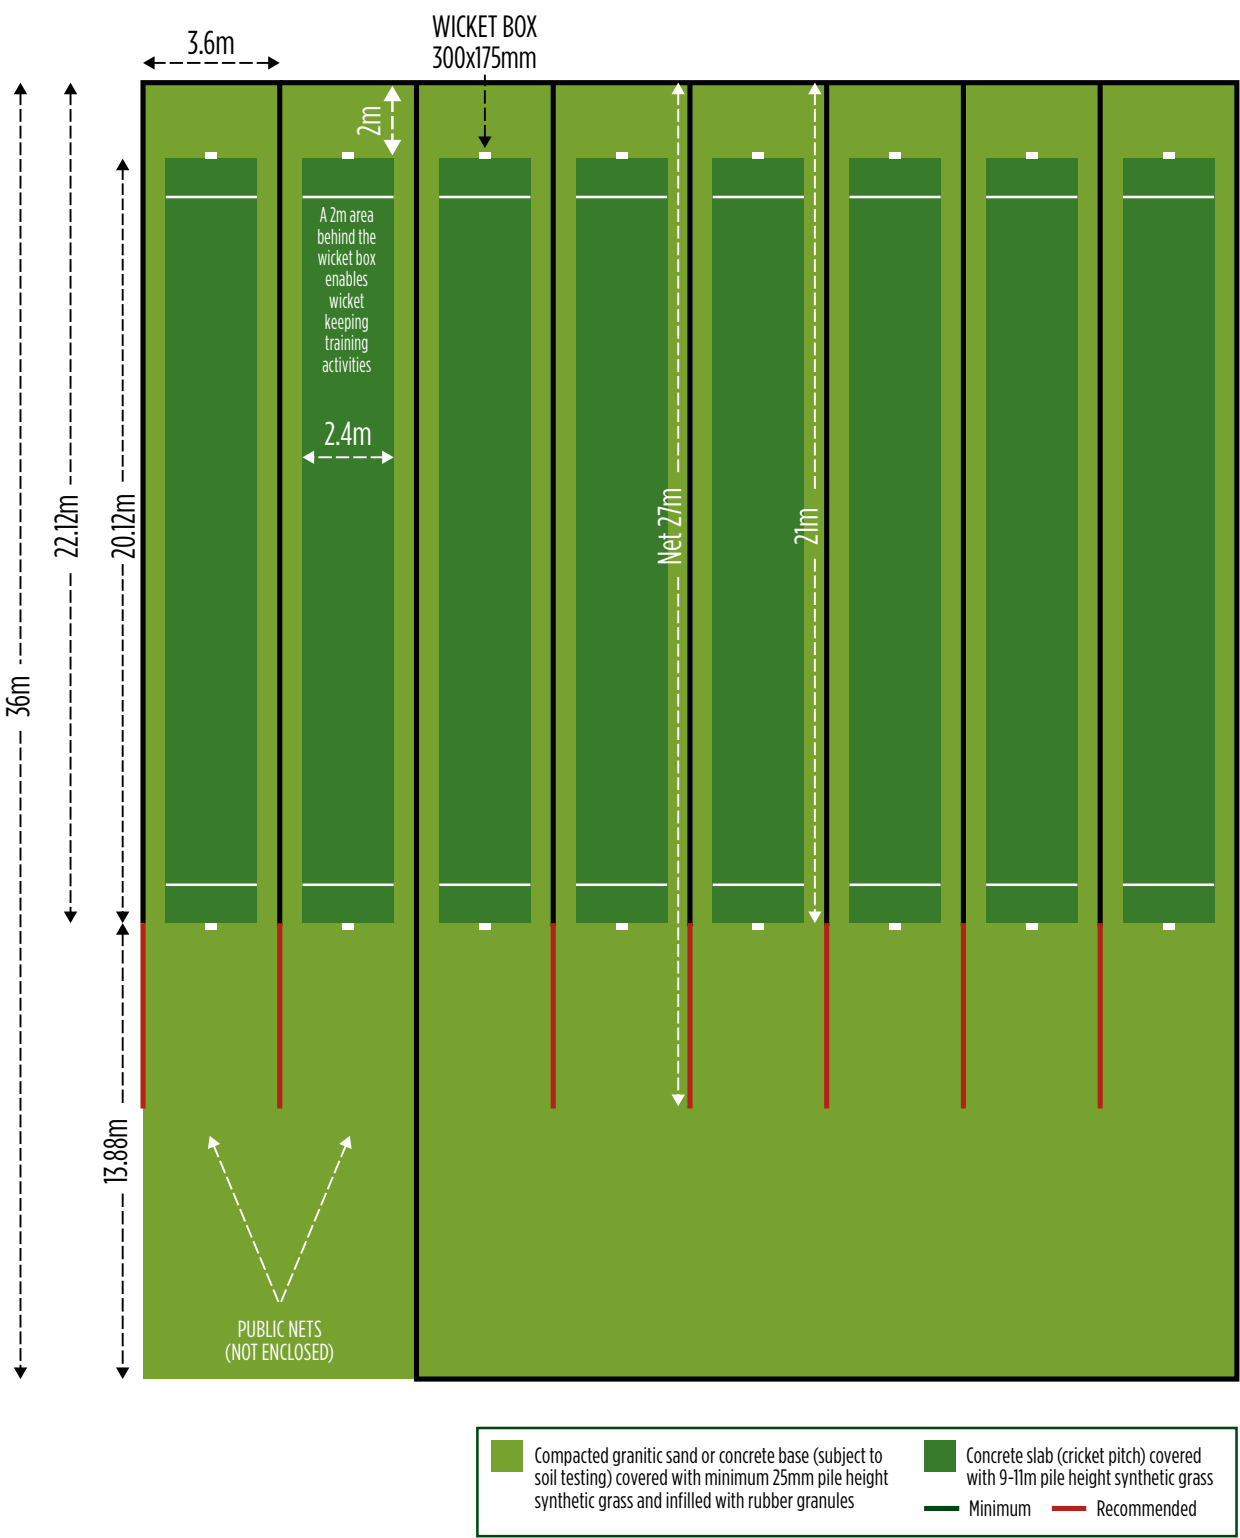 WICKET BOX
300x175mm
3.6m
2m
A 2m area
behind the
wicket box
enables
wicket
keeping
training
activities
2.4m
22.12m
20.12m
Net 27m
21m
36m
13.88m
PUBLIC NETS
(NOT ENCLOSED)
Compacted granitic sand or concrete base (subject to
soil testing) covered with minimum 25mm pile height
synthetic grass and infilled with rubber granules
Concrete slab (cricket pitch) covered
with 9-11m pile height synthetic grass
Minimum
Recommended